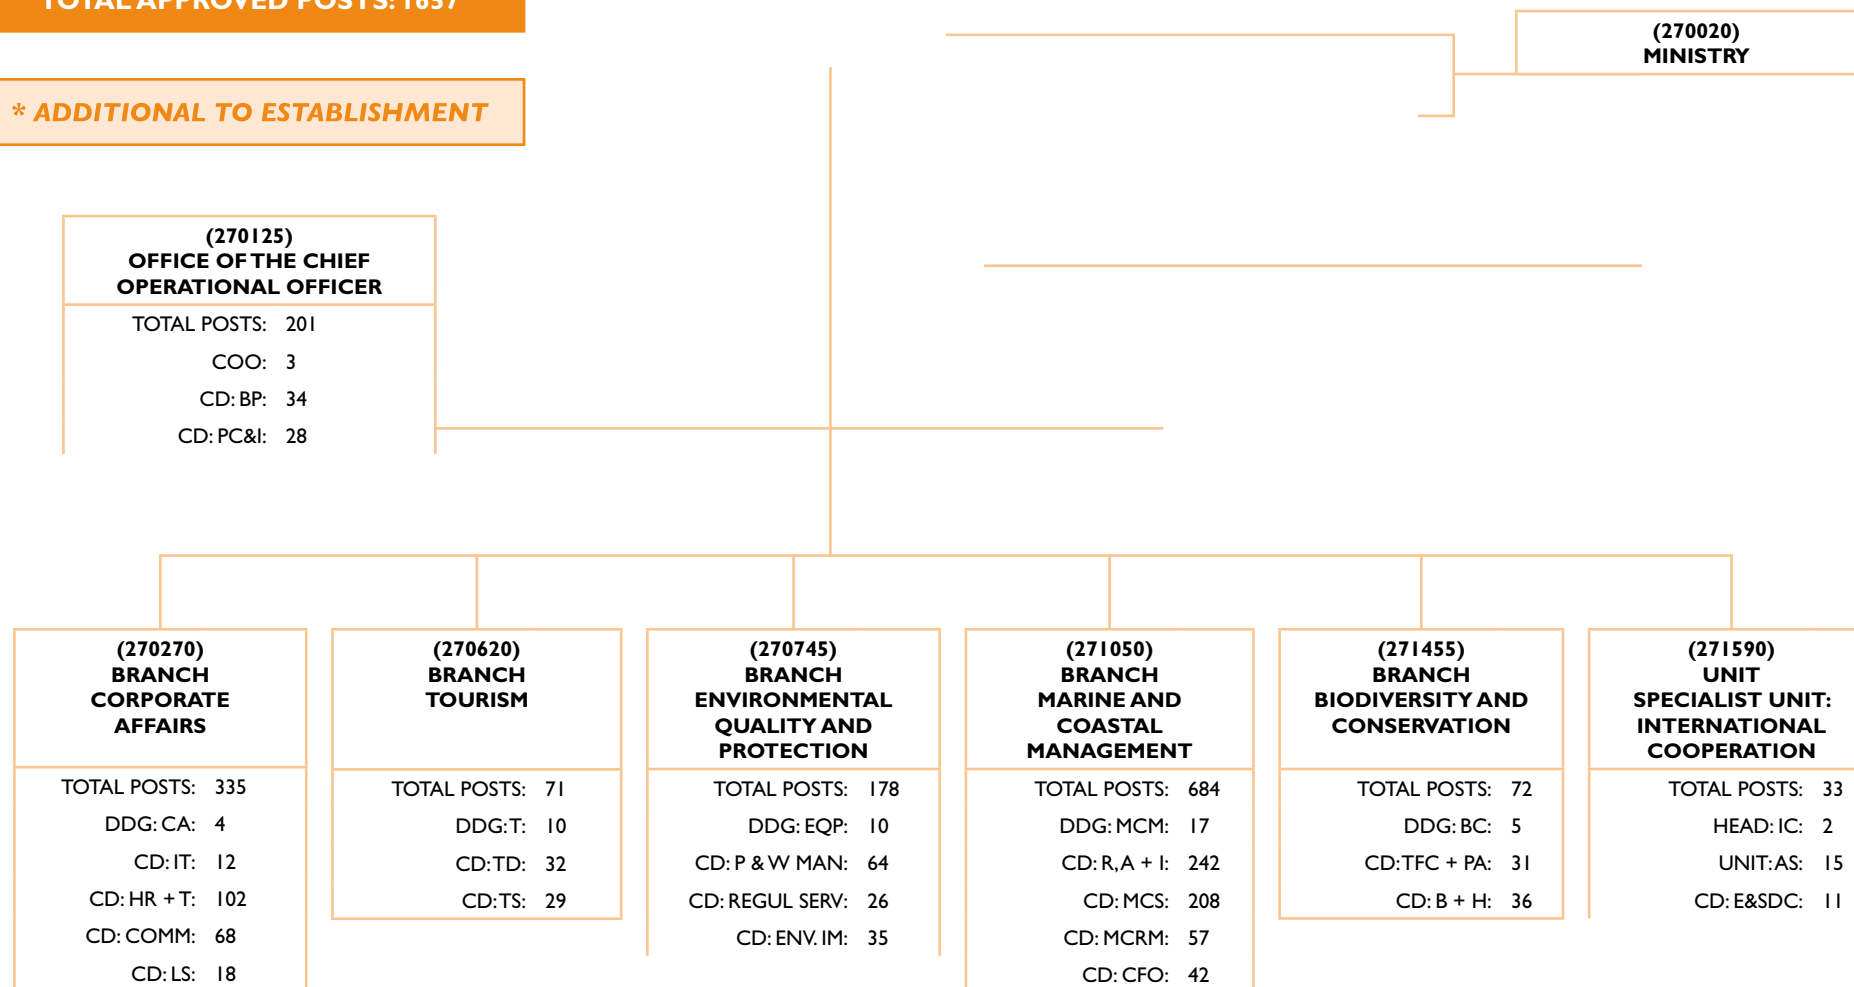 TOTAL APPROVED POSTS: 1657
* ADDITIONAL TO ESTABLISHMENT
(270020)
MINISTRY
(270125)
OFFICE OF THE CHIEF
OPERATIONAL OFFICER
TOTAL POSTS: 201
COO: 3
CD: BP: 34
CD: PC&I: 28
(270270)
BRANCH
CORPORATE
AFFAIRS
TOTAL POSTS: 335
DDG: CA: 4
CD: IT: 12
CD: HR + T: 102
CD: COMM: 68
CD: LS: 18
(270620)
BRANCH
TOURISM
TOTAL POSTS: 71
DDG:T: 10
CD:TD: 32
CD:TS: 29
(270745)
BRANCH
ENVIRONMENTAL
QUALITY AND
PROTECTION
TOTAL POSTS: 178
DDG: EQP: 10
CD: P & W MAN: 64
CD: REGUL SERV: 26
CD: ENV. IM: 35
(271050)
BRANCH
MARINE AND
COASTAL
MANAGEMENT
TOTAL POSTS: 684
DDG: MCM: 17
CD: R, A + I: 242
CD: MCS: 208
CD: MCRM: 57
CD: CFO: 42
(271455)
BRANCH
BIODIVERSITY AND
CONSERVATION
TOTAL POSTS: 72
DDG: BC: 5
CD:TFC + PA: 31
CD: B + H: 36
(271590)
UNIT
SPECIALIST UNIT:
INTERNATIONAL
COOPERATION
TOTAL POSTS: 33
HEAD: IC: 2
UNIT: AS: 15
CD: E&SDC: 11